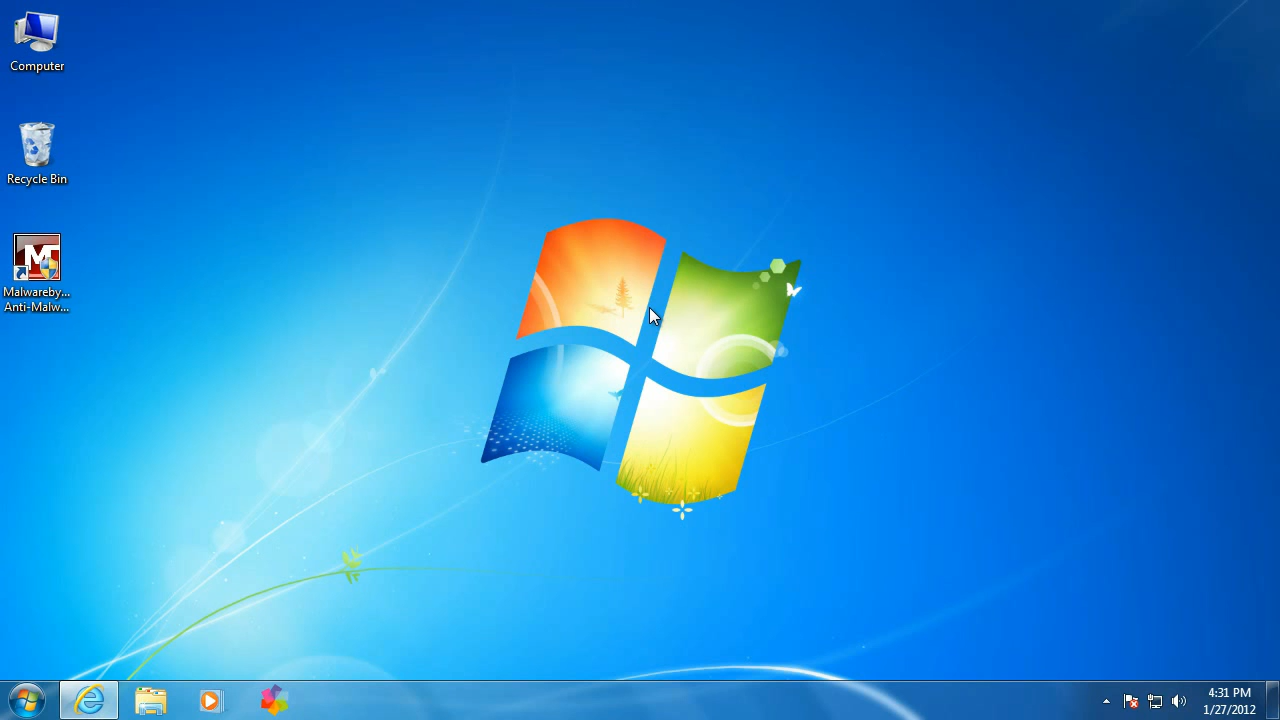 Computer
Recycle Bin
Malwareby...
Anti-Malw...
4:31 PM
1/27/2012